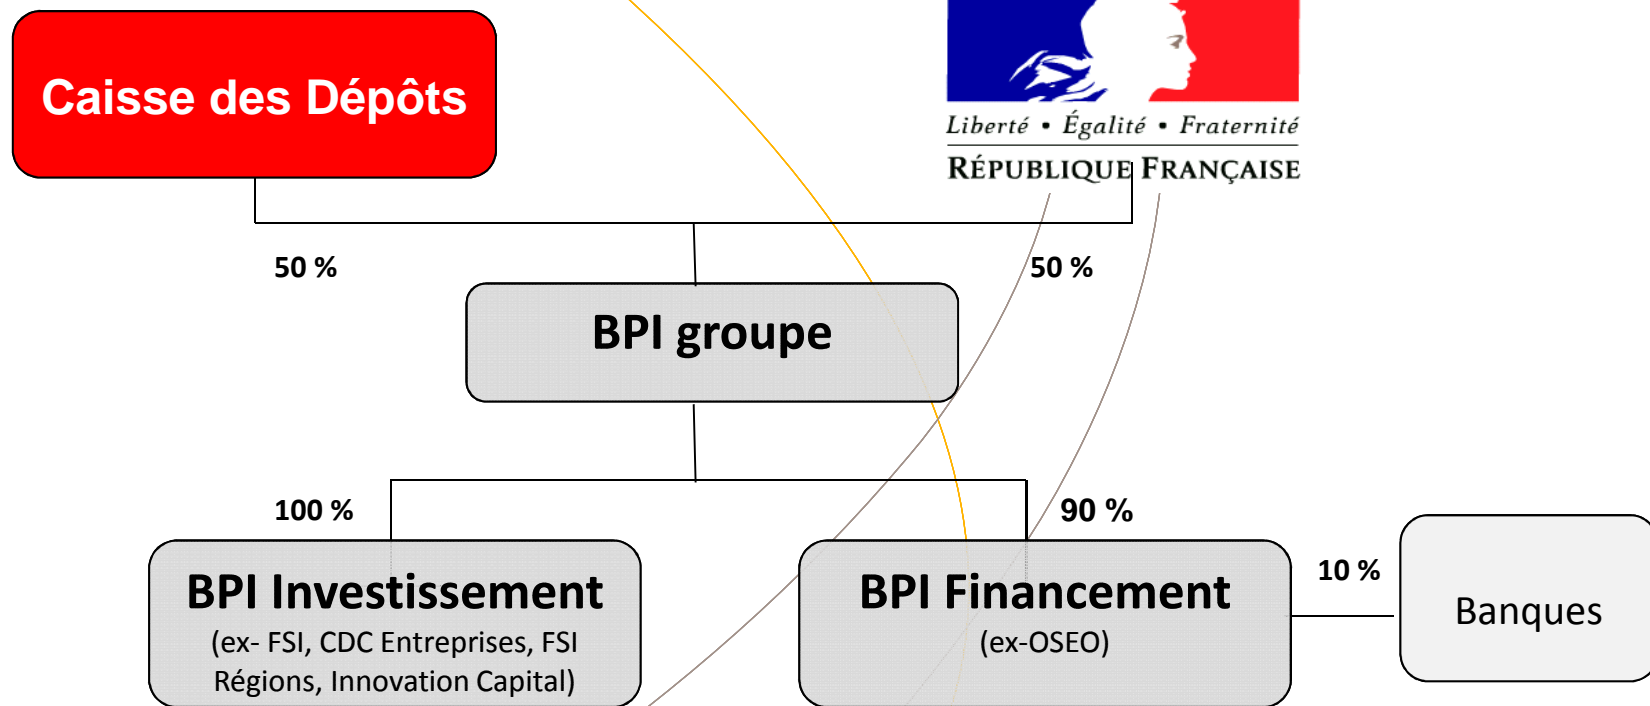 Caisse des Dépôts
Liberté • Égalité • Fraternité
RÉPUBLIQUE FRANÇAISE
50 %
50 %
BPI groupe
100 %
90 %
BPI Investissement
(ex- FSI, CDC Entreprises, FSI
Régions, Innovation Capital)
BPI Financement
(ex-OSEO)
10 %
Banques